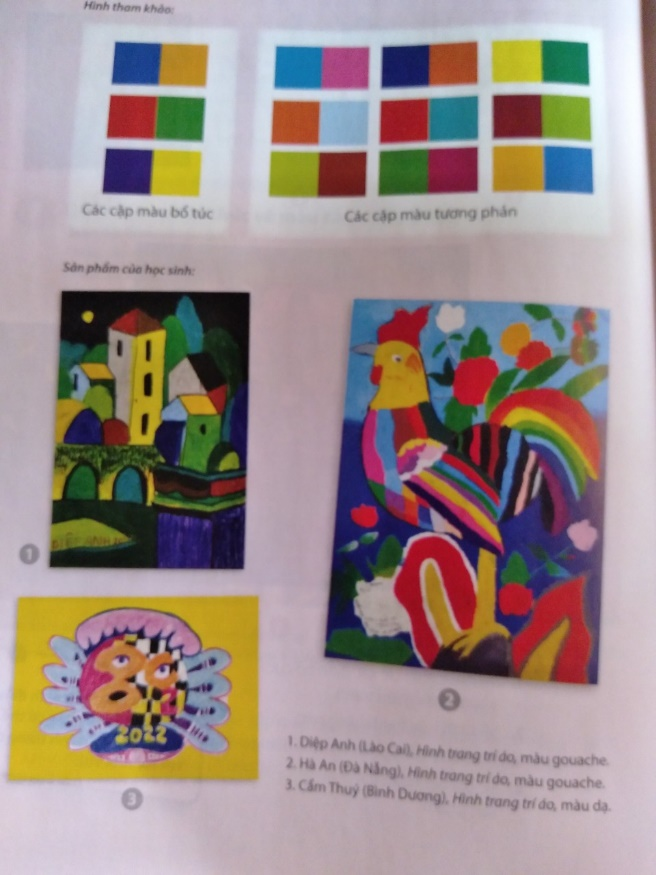 Hình tham khảo:
Các cặp màu bổ túc
Các cặp màu tương phản
Sản phẩm của học sinh:
DIỆP ANH
1
2022
3
2
1. Diệp Anh (Lào Cai), Hình trang trí do, màu gouache.
2. Hà An (Đà Nẵng), Hình trang trí do, màu gouache.
3. Cẩm Thuỷ (Bình Dương), Hình trang trí do, màu dạ.